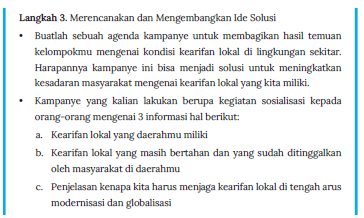 Langkah 3. Merencanakan dan Mengembangkan Ide Solusi
• Buatlah sebuah agenda kampanye untuk membagikan hasil temuan
kelompokmu mengenai kondisi kearifan lokal di lingkungan sekitar.
Harapannya kampanye ini bisa menjadi solusi untuk meningkatkan
kesadaran masyarakat mengenai kearifan lokal yang kita miliki.
• Kampanye yang kalian lakukan berupa kegiatan sosialisasi kepada
orang-orang mengenai 3 informasi hal berikut:
a. Kearifan lokal yang daerahmu miliki
b. Kearifan lokal yang masih bertahan dan yang sudah ditinggalkan
oleh masyarakat di daerahmu
c. Penjelasan kenapa kita harus menjaga kearifan lokal di tengah arus
modernisasi dan globalisasi